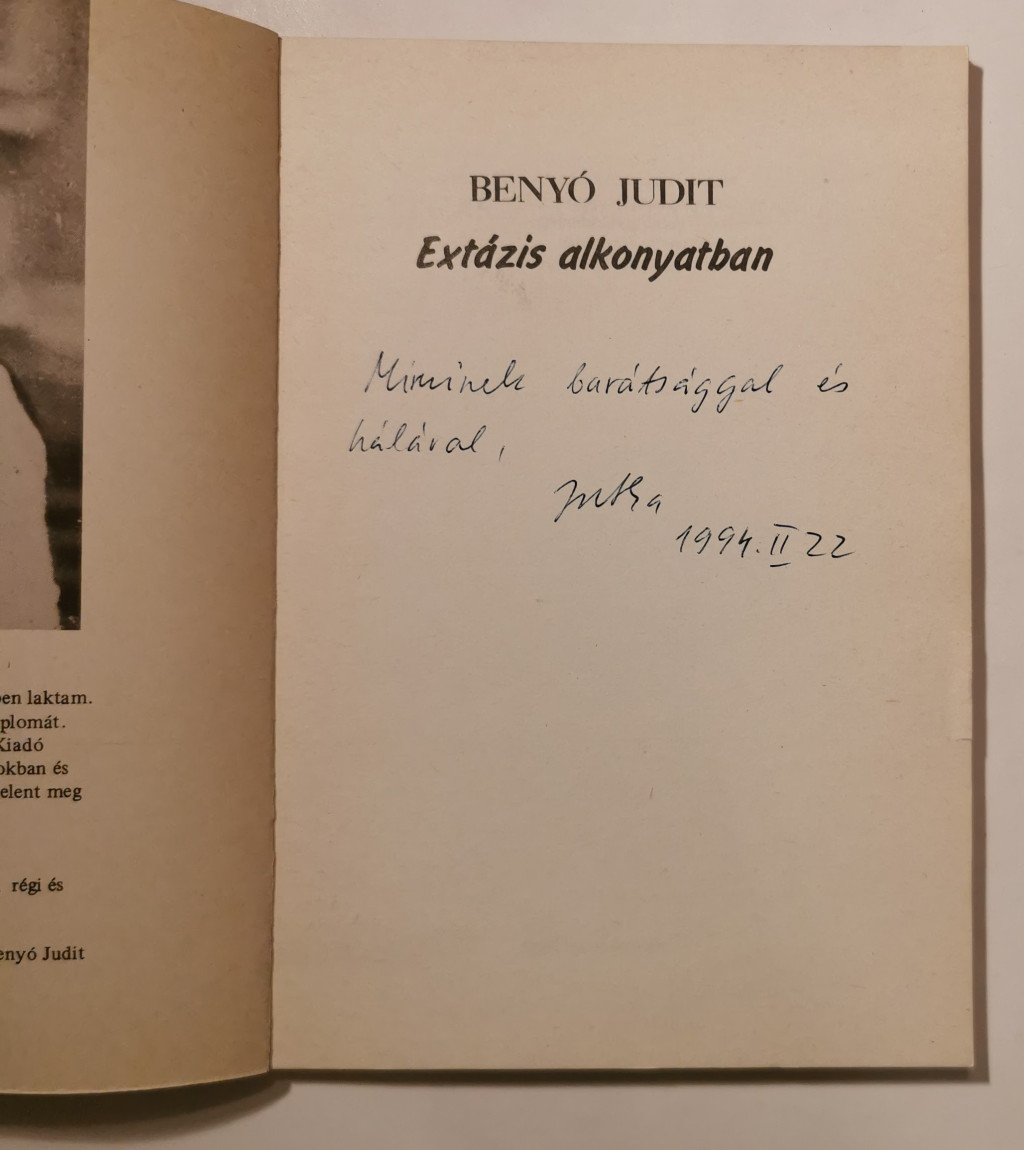 en laktam.
plomát.
Kiadó
okban és
elent meg
régi és
enyó Judit
BENYÓ JUDIT
Extázis alkonyatban
Miminek barátsággal és
hálával,
Jutka
1994. II 22